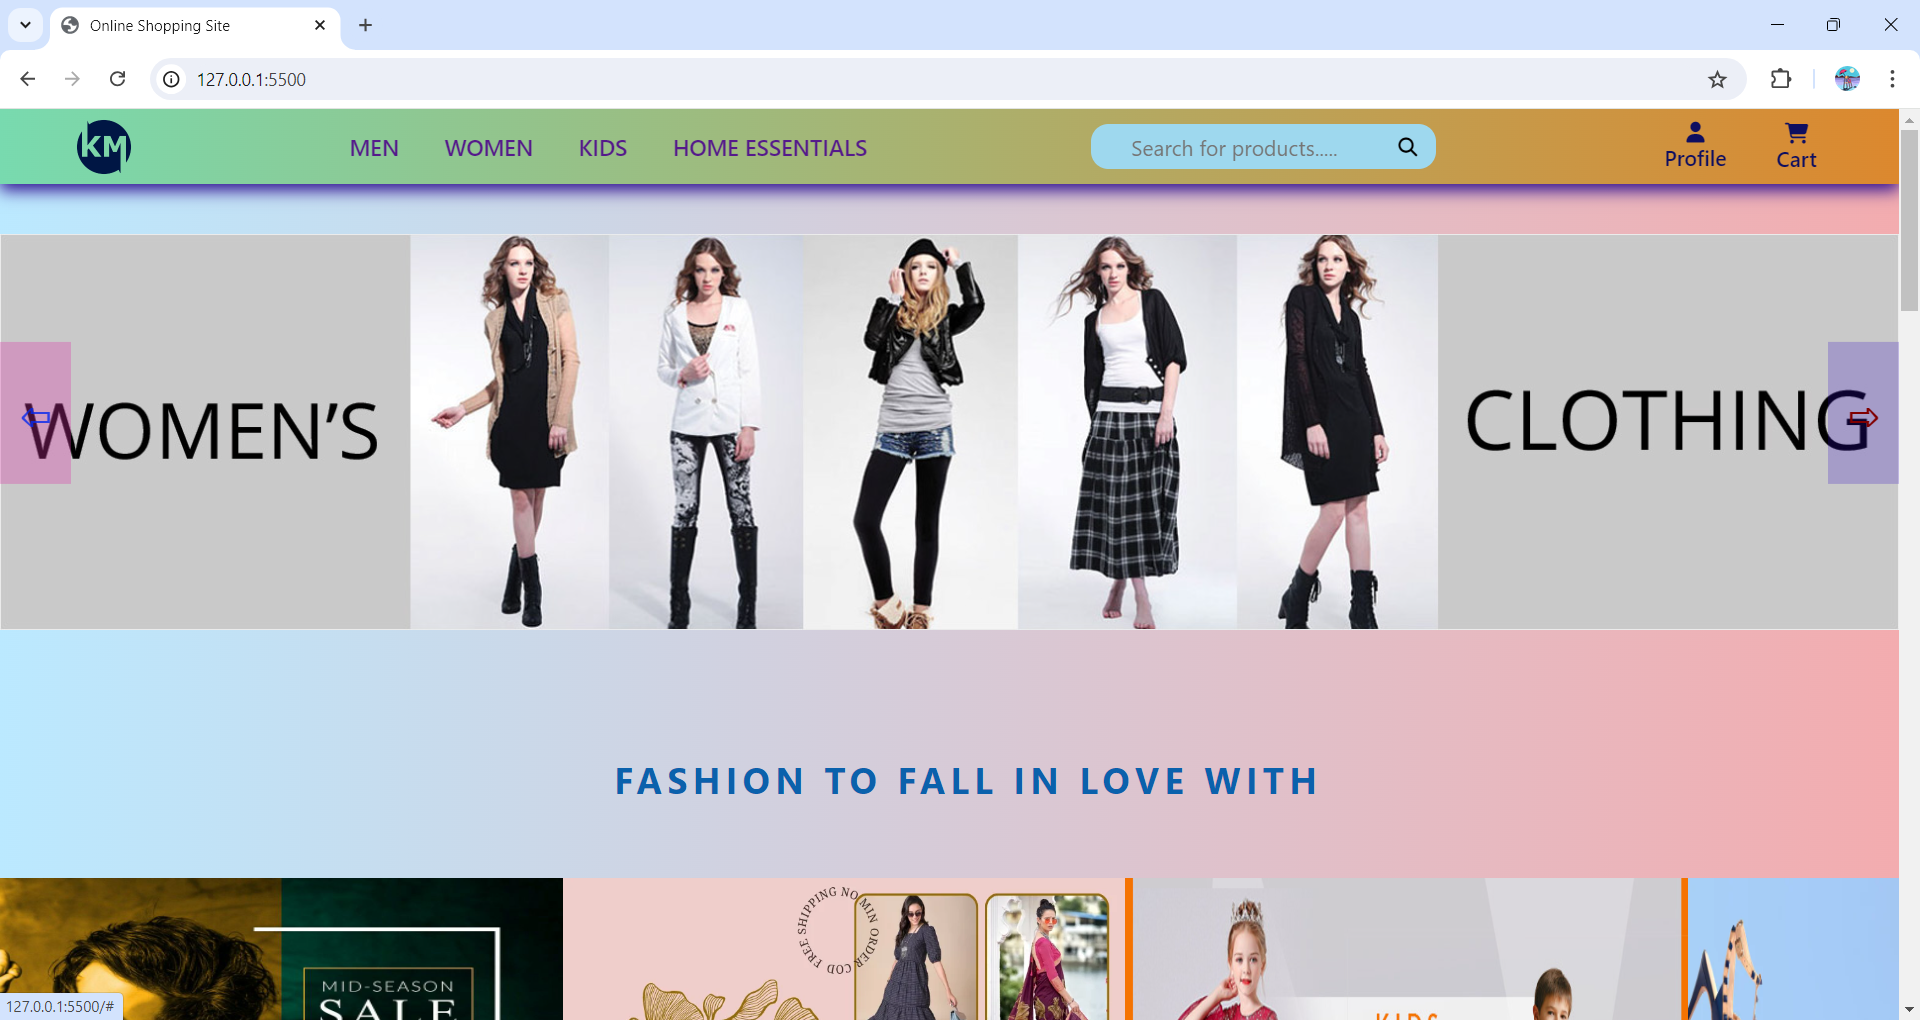 Online Shopping Site
127.0.0.1:5500
KM
MEN WOMEN KIDS HOME ESSENTIALS
Search for products.....
Profile
Cart
WOMEN’S
CLOTHING
FASHION TO FALL IN LOVE WITH
MID-SEASON
SALE
FREE SHIPPING NO MIN ORDER COD
KIDS
127.0.0.1:5500/#